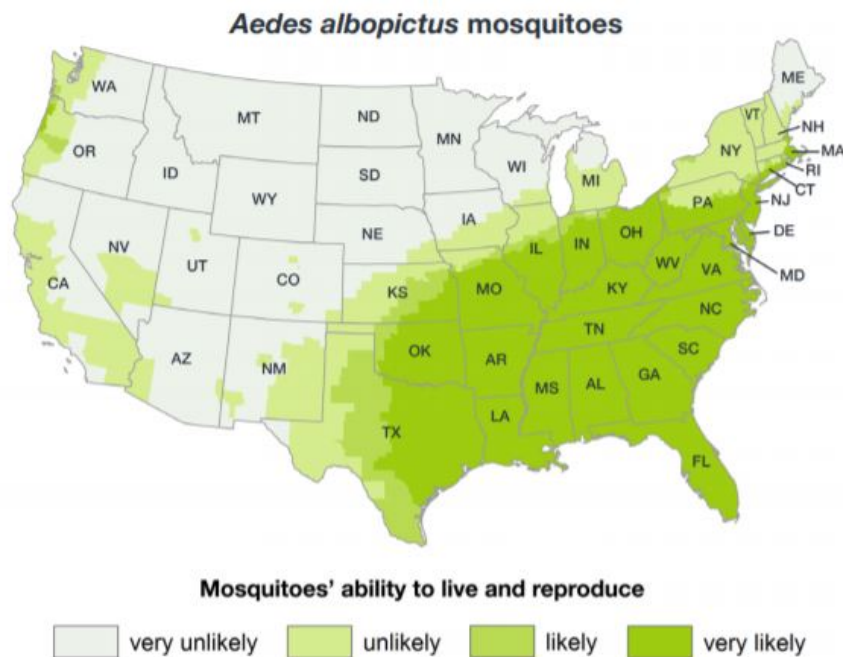 Aedes albopictus mosquitoes
WA
MT
ND
MN
ME
VT
NH
OR
ID
SD
WI
MI
NY
MA
RI
CT
WY
IA
PA
NJ
NV
NE
IL
IN
OH
DE
UT
CO
WV
VA
MD
CA
KS
MO
KY
NC
TN
AZ
NM
OK
AR
SC
MS
AL
GA
LA
TX
FL
Mosquitoes' ability to live and reproduce
very unlikely unlikely likely very likely